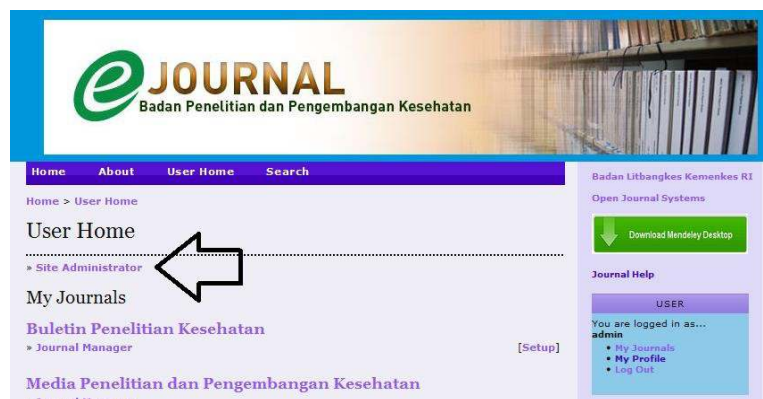 eJOURNAL
Badan Penelitian dan Pengembangan Kesehatan
Home About User Home Search
Home > User Home
User Home
» Site Administrator
My Journals
Buletin Penelitian Kesehatan
» Journal Manager [Setup]
Media Penelitian dan Pengembangan Kesehatan
Badan Litbangkes Kemenkes RI
Open Journal Systems
Download Mendeley Desktop
Journal Help
USER
You are logged in as...
admin
• My Journals
• My Profile
• Log Out